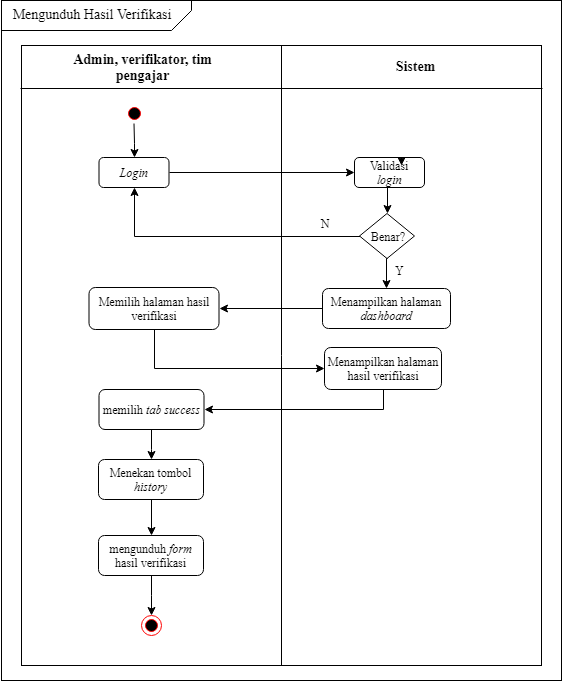 Mengunduh Hasil Verifikasi
Admin, verifikator, tim
pengajar
Sistem
Login
Validasi
login
N
Benar?
Y
Memilih halaman hasil
verifikasi
Menampilkan halaman
dashboard
Menampilkan halaman
hasil verifikasi
memilih tab success
Menekan tombol
history
mengunduh form
hasil verifikasi